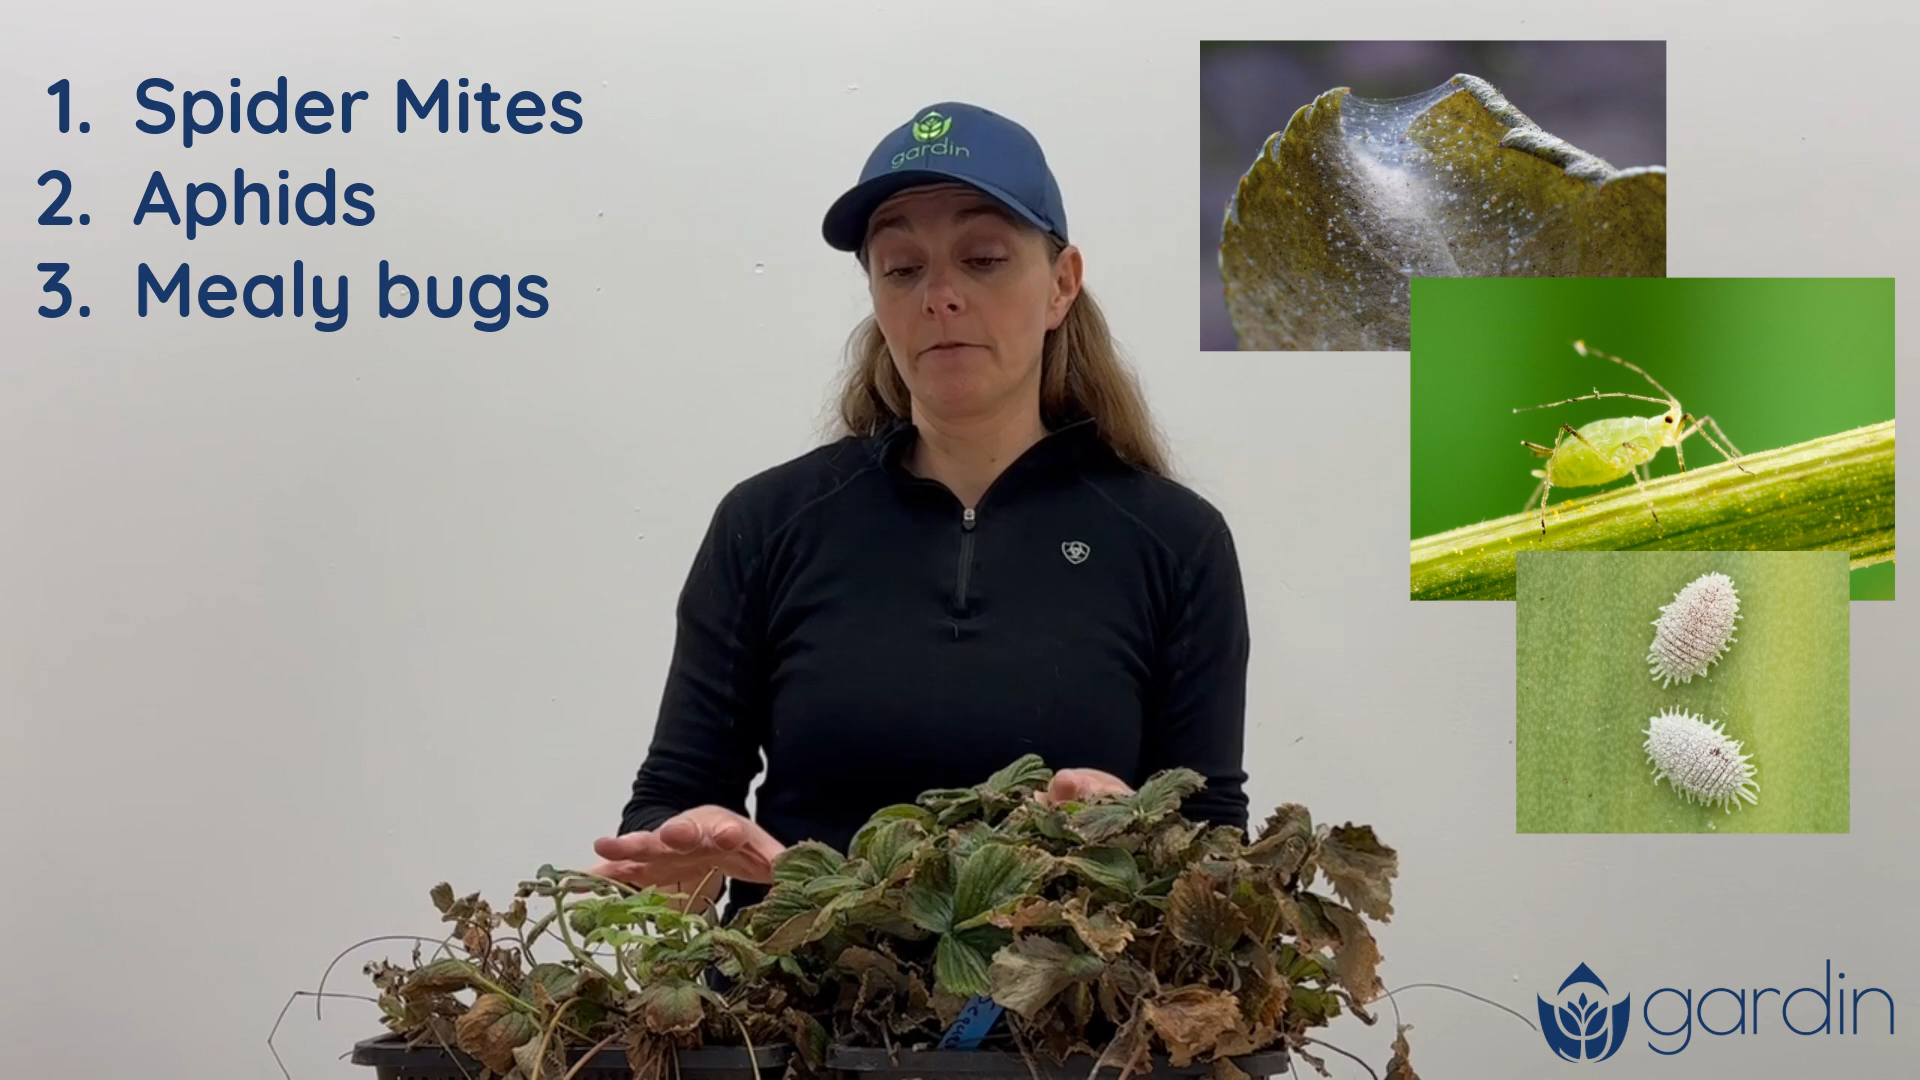 1. Spider Mites
2. Aphids
3. Mealy bugs
gardin
gardin